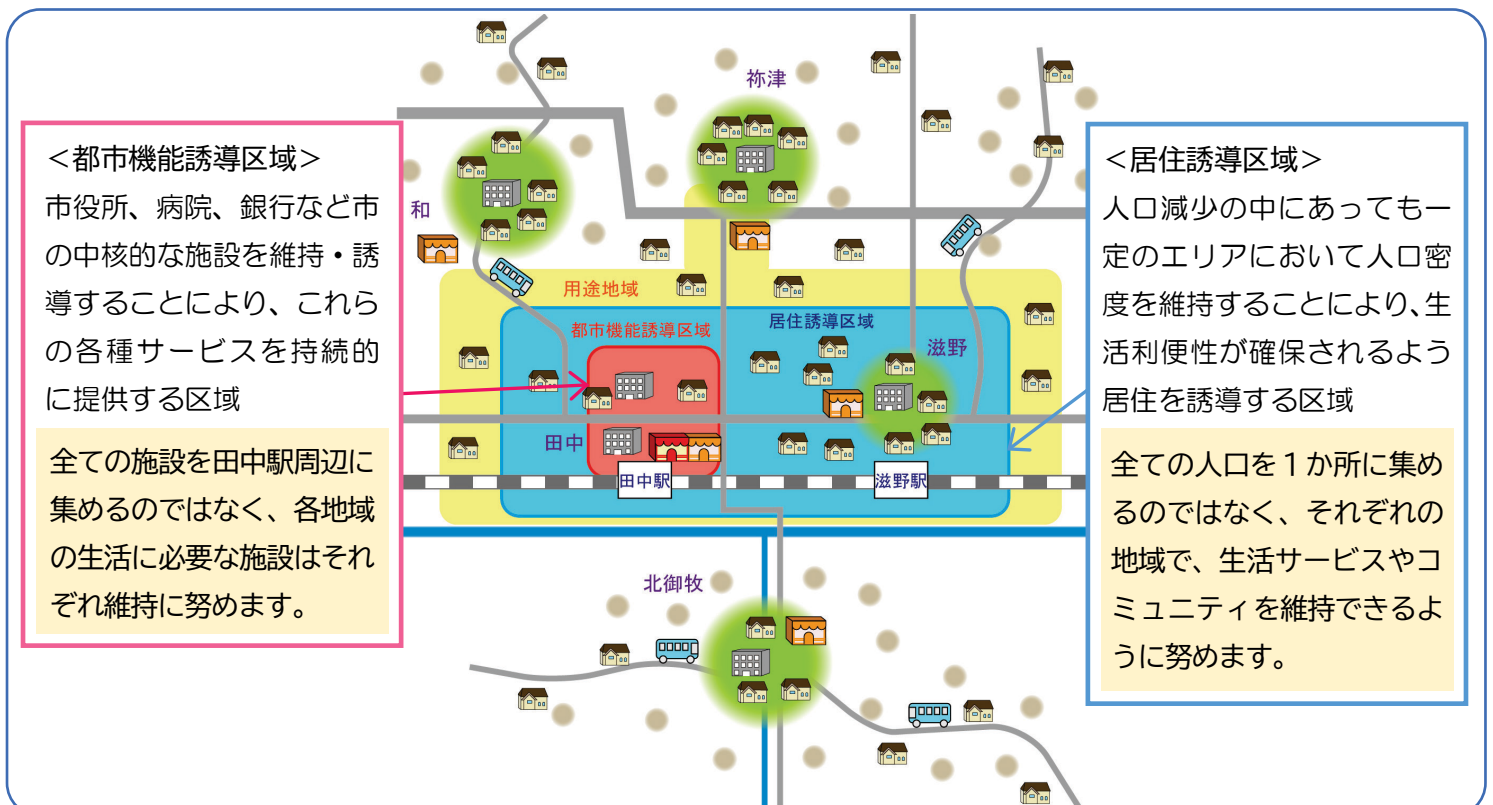 ＜都市機能誘導区域＞
市役所、病院、銀行など市
の中核的な施設を維持・誘
導することにより、これら
の各種サービスを持続的
に提供する区域
全ての施設を田中駅周辺に
集めるのではなく、各地域
の生活に必要な施設はそれ
ぞれ維持に努めます。
祢津
和
用途地域
都市機能誘導区域
居住誘導区域
滋野
田中
田中駅
滋野駅
北御牧
＜居住誘導区域＞
人口減少の中にあっても一
定のエリアにおいて人口密
度を維持することにより、生
活利便性が確保されるよう
居住を誘導する区域
全ての人口を１か所に集め
るのではなく、それぞれの
地域で、生活サービスやコ
ミュニティを維持できるよ
うに努めます。